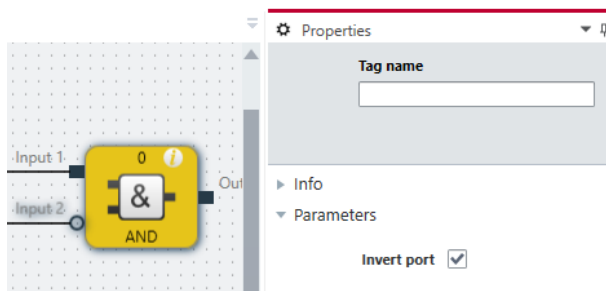 Input 1
Input 2
0
i
&
AND
Out
Properties
Tag name
Info
Parameters
Invert port